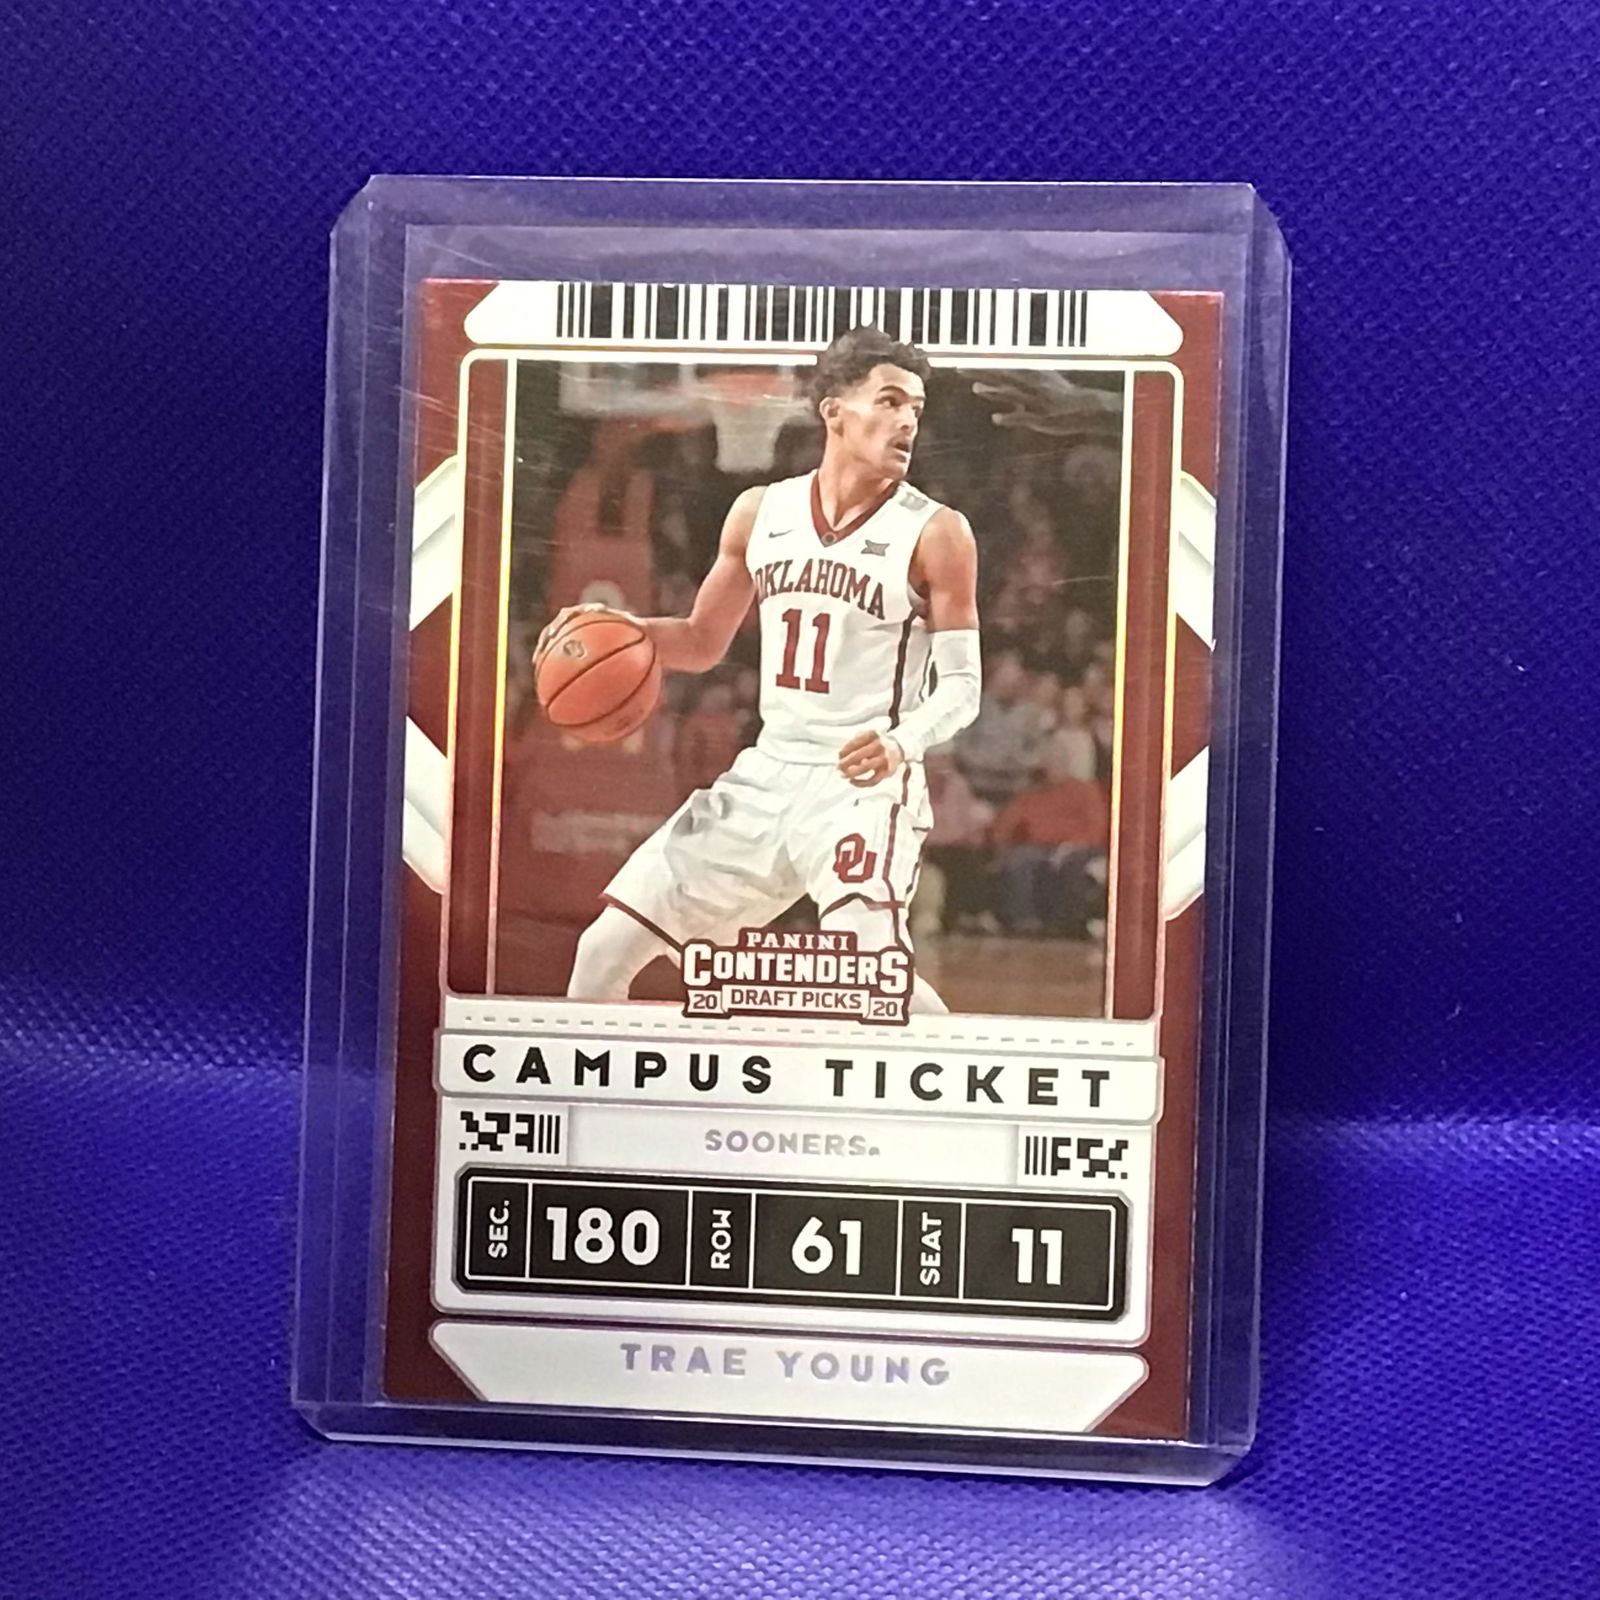 OKLAHOMA
11
OU
PANINI
CONTENDERS
20 DRAFT PICKS 20
CAMPUS TICKET
SOONERS
SEC. 180 ROW 61 SEAT 11
TRAE YOUNG